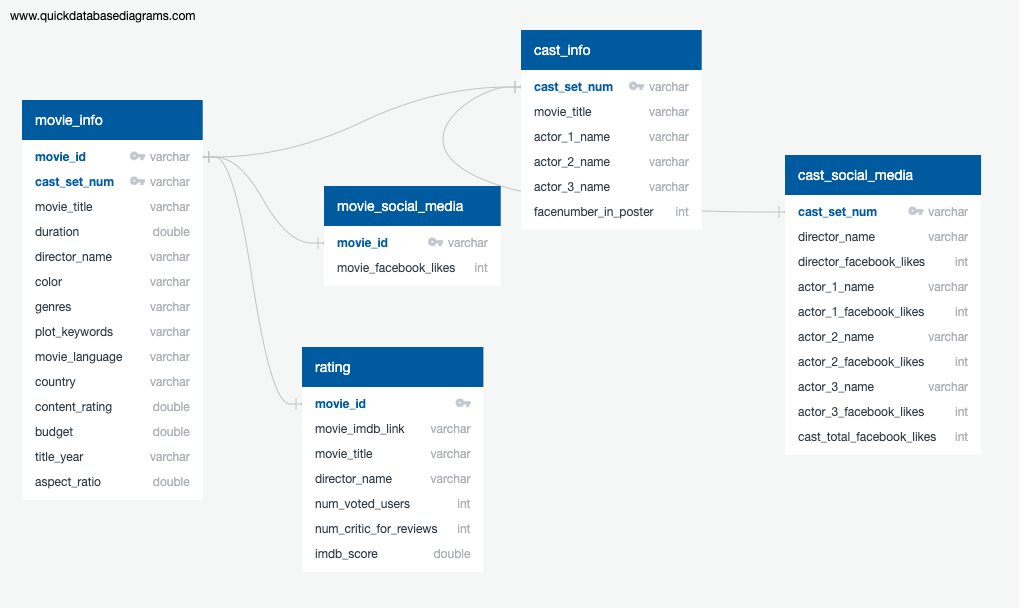 www.quickdatabasediagrams.com
movie_info
movie_id varchar
cast_set_num varchar
movie_title varchar
duration double
director_name varchar
color varchar
genres varchar
plot_keywords varchar
movie_language varchar
country varchar
content_rating double
budget double
title_year varchar
aspect_ratio double
movie_social_media
movie_id varchar
movie_facebook_likes int
rating
movie_id
movie_imdb_link varchar
movie_title varchar
director_name varchar
num_voted_users int
num_critic_for_reviews int
imdb_score double
cast_info
cast_set_num varchar
movie_title varchar
actor_1_name varchar
actor_2_name varchar
actor_3_name varchar
facenumber_in_poster int
cast_social_media
cast_set_num varchar
director_name varchar
director_facebook_likes int
actor_1_name varchar
actor_1_facebook_likes int
actor_2_name varchar
actor_2_facebook_likes int
actor_3_name varchar
actor_3_facebook_likes int
cast_total_facebook_likes int